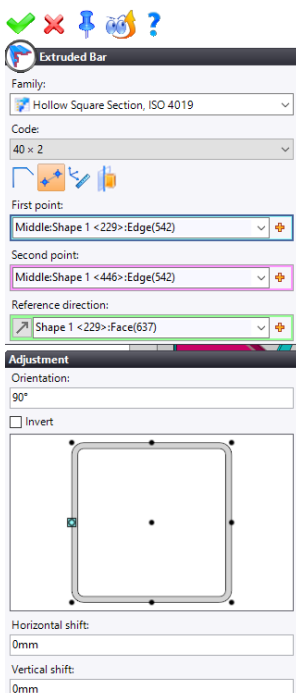 Extruded Bar
Family:
Hollow Square Section, ISO 4019
Code:
40 × 2
First point:
Middle:Shape 1 <229>:Edge(542)
Second point:
Middle:Shape 1 <446>:Edge(542)
Reference direction:
Shape 1 <229>:Face(637)
Adjustment
Orientation:
90°
Invert
Horizontal shift:
0mm
Vertical shift:
0mm